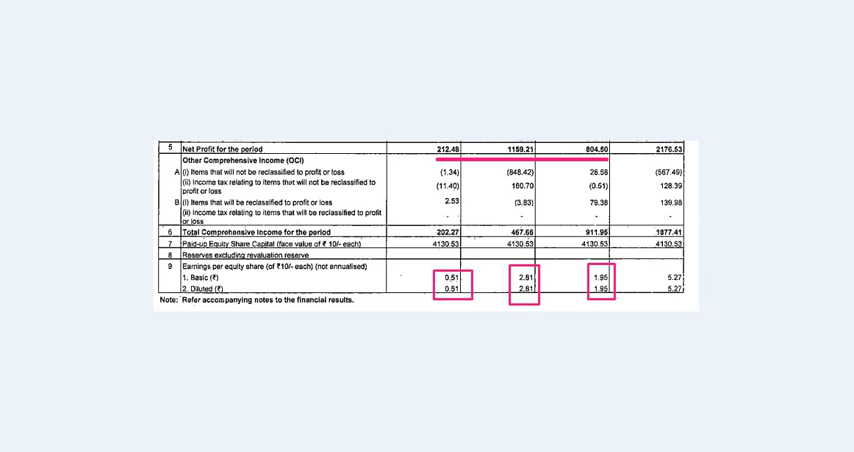 5 Net Profit for the period 212.48 1159.21 804.50 2176.53
Other Comprehensive Income (OCI)
A (i) Items that will not be reclassified to profit or loss (1.34) (848.42) 28.58 (567.49)
(ii) Income tax relating to items that will not be reclassified to profit or loss (11.40) 160.70 (0.51) 128.39
B (i) Items that will be reclassified to profit or loss 2.53 (3.83) 79.38 139.98
(ii) Income tax relating to items that will be reclassified to profit or loss - - - -
6 Total Comprehensive Income for the period 202.27 467.66 911.95 1877.41
7 Paid-up Equity Share Capital (face value of ₹ 10/- each) 4130.53 4130.53 4130.53 4130.53
8 Reserves excluding revaluation reserve
9 Earnings per equity share (of ₹10/- each) (not annualised)
1. Basic (₹) 0.51 2.81 1.95 5.27
2. Diluted (₹) 0.51 2.81 1.95 5.27
Note: Refer accompanying notes to the financial results.